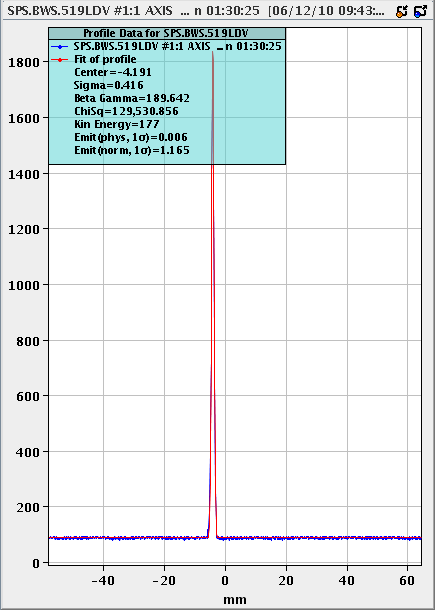 SPS.BWS.519LDV #1:1 AXIS ... n 01:30:25 [06/12/10 09:43:...
Profile Data for SPS.BWS.519LDV
SPS.BWS.519LDV #1:1 AXIS ... n 01:30:25
Fit of profile
Center=-4.191
Sigma=0.416
Beta Gamma=189.642
ChiSq=129,530.856
Kin Energy=177
Emit(phys, 1σ)=0.006
Emit(norm, 1σ)=1.165
1800
1600
1400
1200
1000
800
600
400
200
0
-40 -20 0 20 40 60
mm